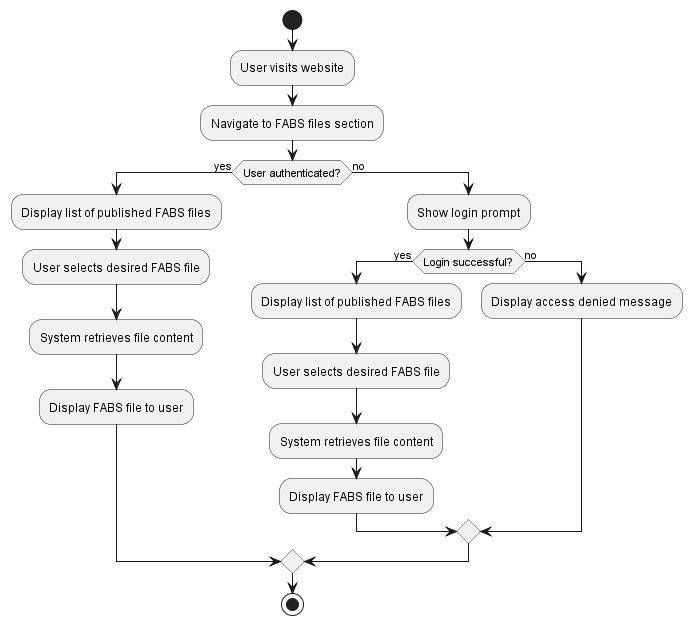 User visits website
Navigate to FABS files section
yes
User authenticated?
no
Display list of published FABS files
User selects desired FABS file
System retrieves file content
Display FABS file to user
Show login prompt
yes
Login successful?
no
Display list of published FABS files
User selects desired FABS file
System retrieves file content
Display FABS file to user
Display access denied message